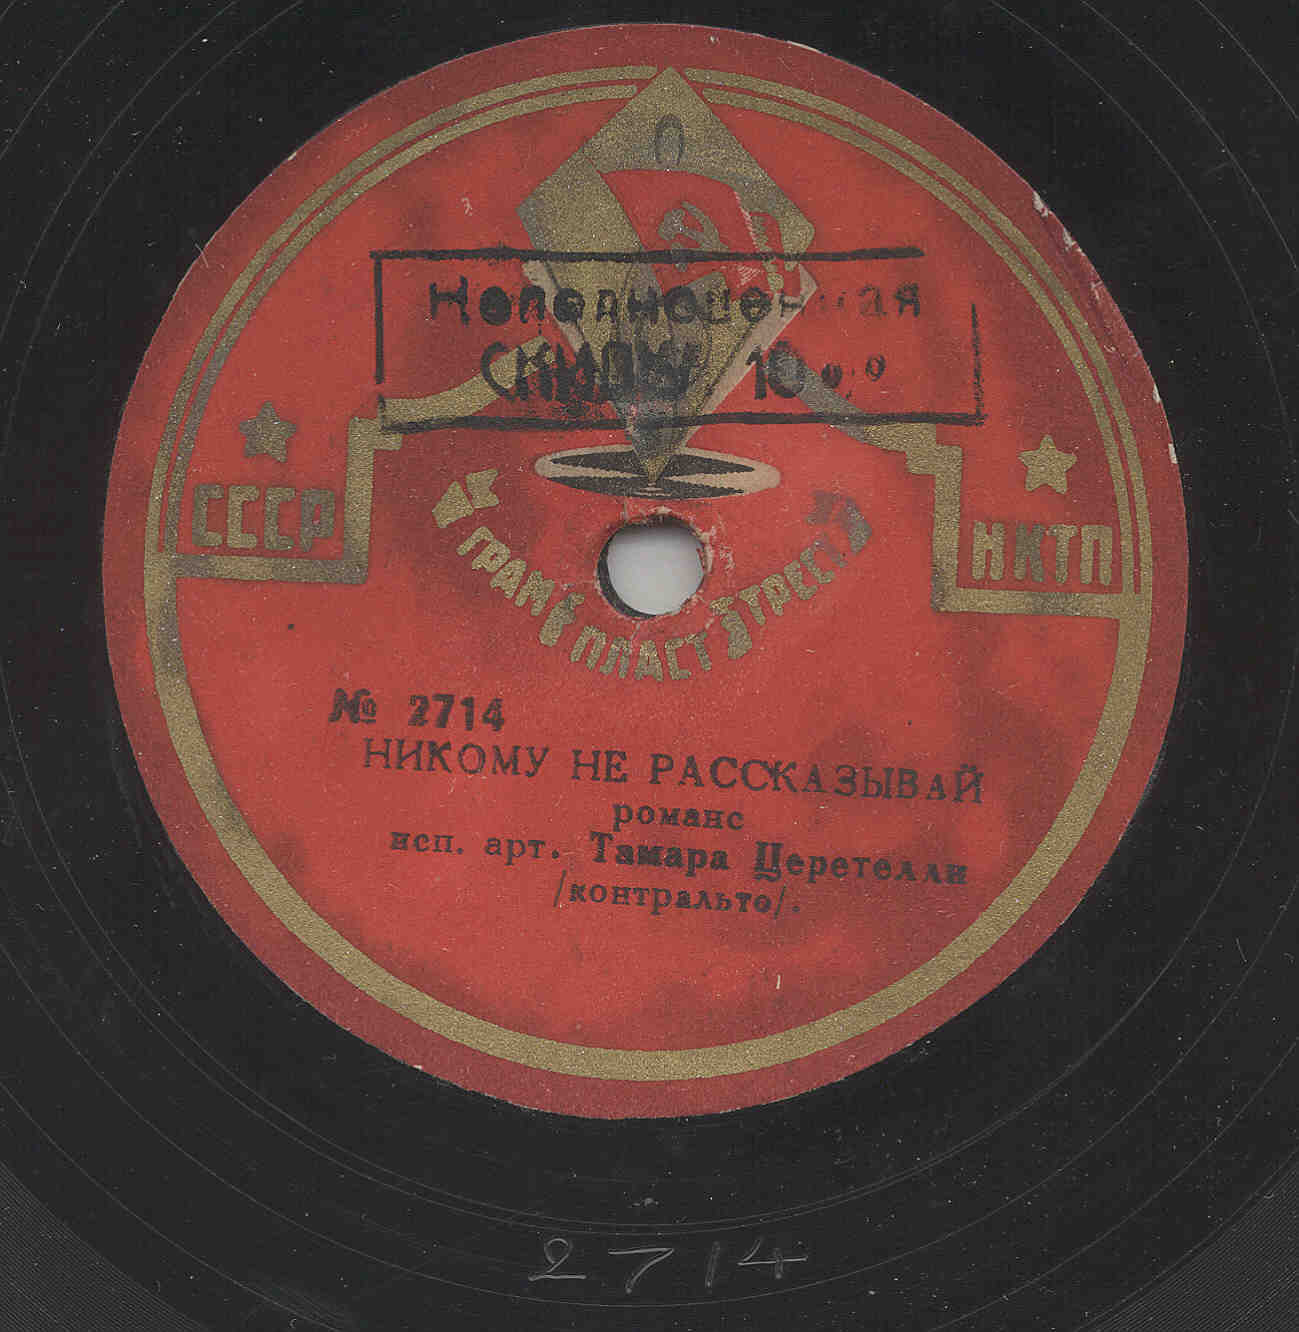 Неполноценная
СКИДКА 10%
СССР
НКТП
ГРАМ ПЛАСТ ТРЕСТ
№ 2714
НИКОМУ НЕ РАССКАЗЫВАЙ
романс
исп. арт. Тамара Церетелли
/контральто/.
2714